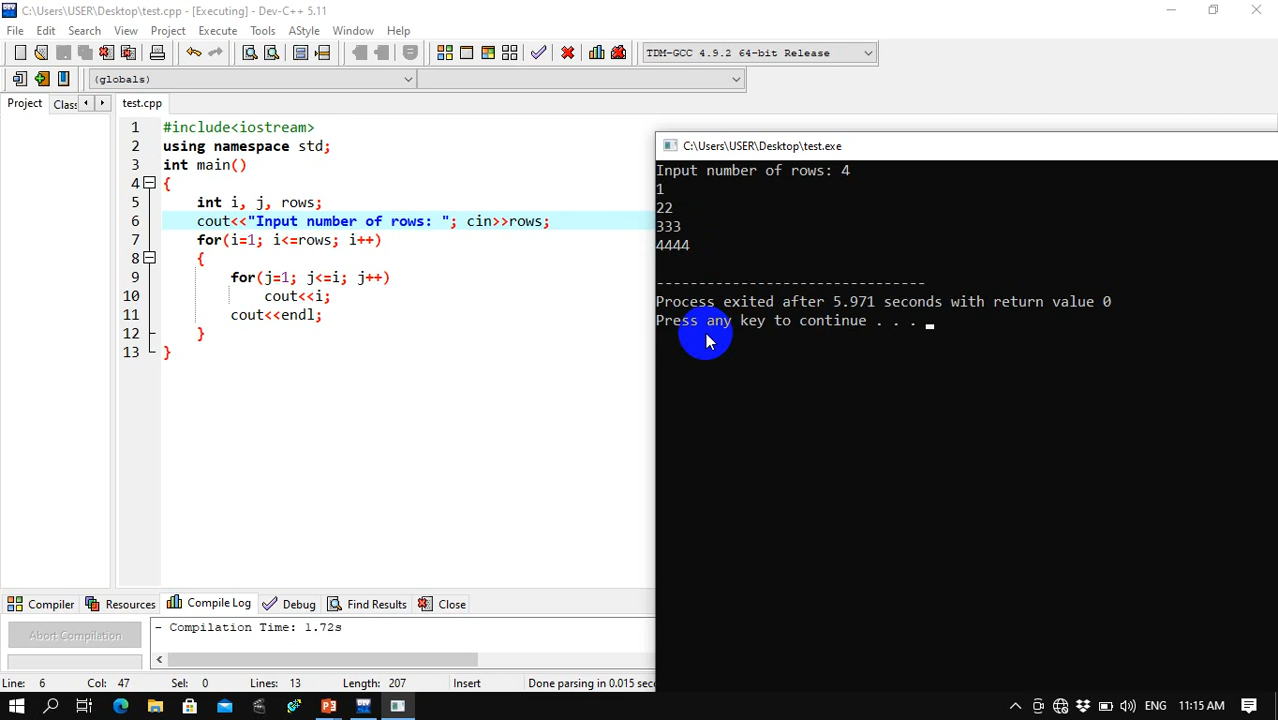 C:\Users\USER\Desktop\test.cpp - [Executing] - Dev-C++ 5.11
File Edit Search View Project Execute Tools AStyle Window Help
TDM-GCC 4.9.2 64-bit Release
(globals)
Project Class test.cpp
1 #include<iostream>
2 using namespace std;
3 int main()
4 {
5 int i, j, rows;
6 cout<<"Input number of rows: "; cin>>rows;
7 for(i=1; i<=rows; i++)
8 {
9 for(j=1; j<=i; j++)
10 cout<<i;
11 cout<<endl;
12 }
13 }
C:\Users\USER\Desktop\test.exe
Input number of rows: 4
1
22
333
4444
--------------------------------
Process exited after 5.971 seconds with return value 0
Press any key to continue . . .
Compiler Resources Compile Log Debug Find Results Close
Abort Compilation
- Compilation Time: 1.72s
Line: 6 Col: 47 Sel: 0 Lines: 13 Length: 207 Insert Done parsing in 0.015
ENG 11:15 AM